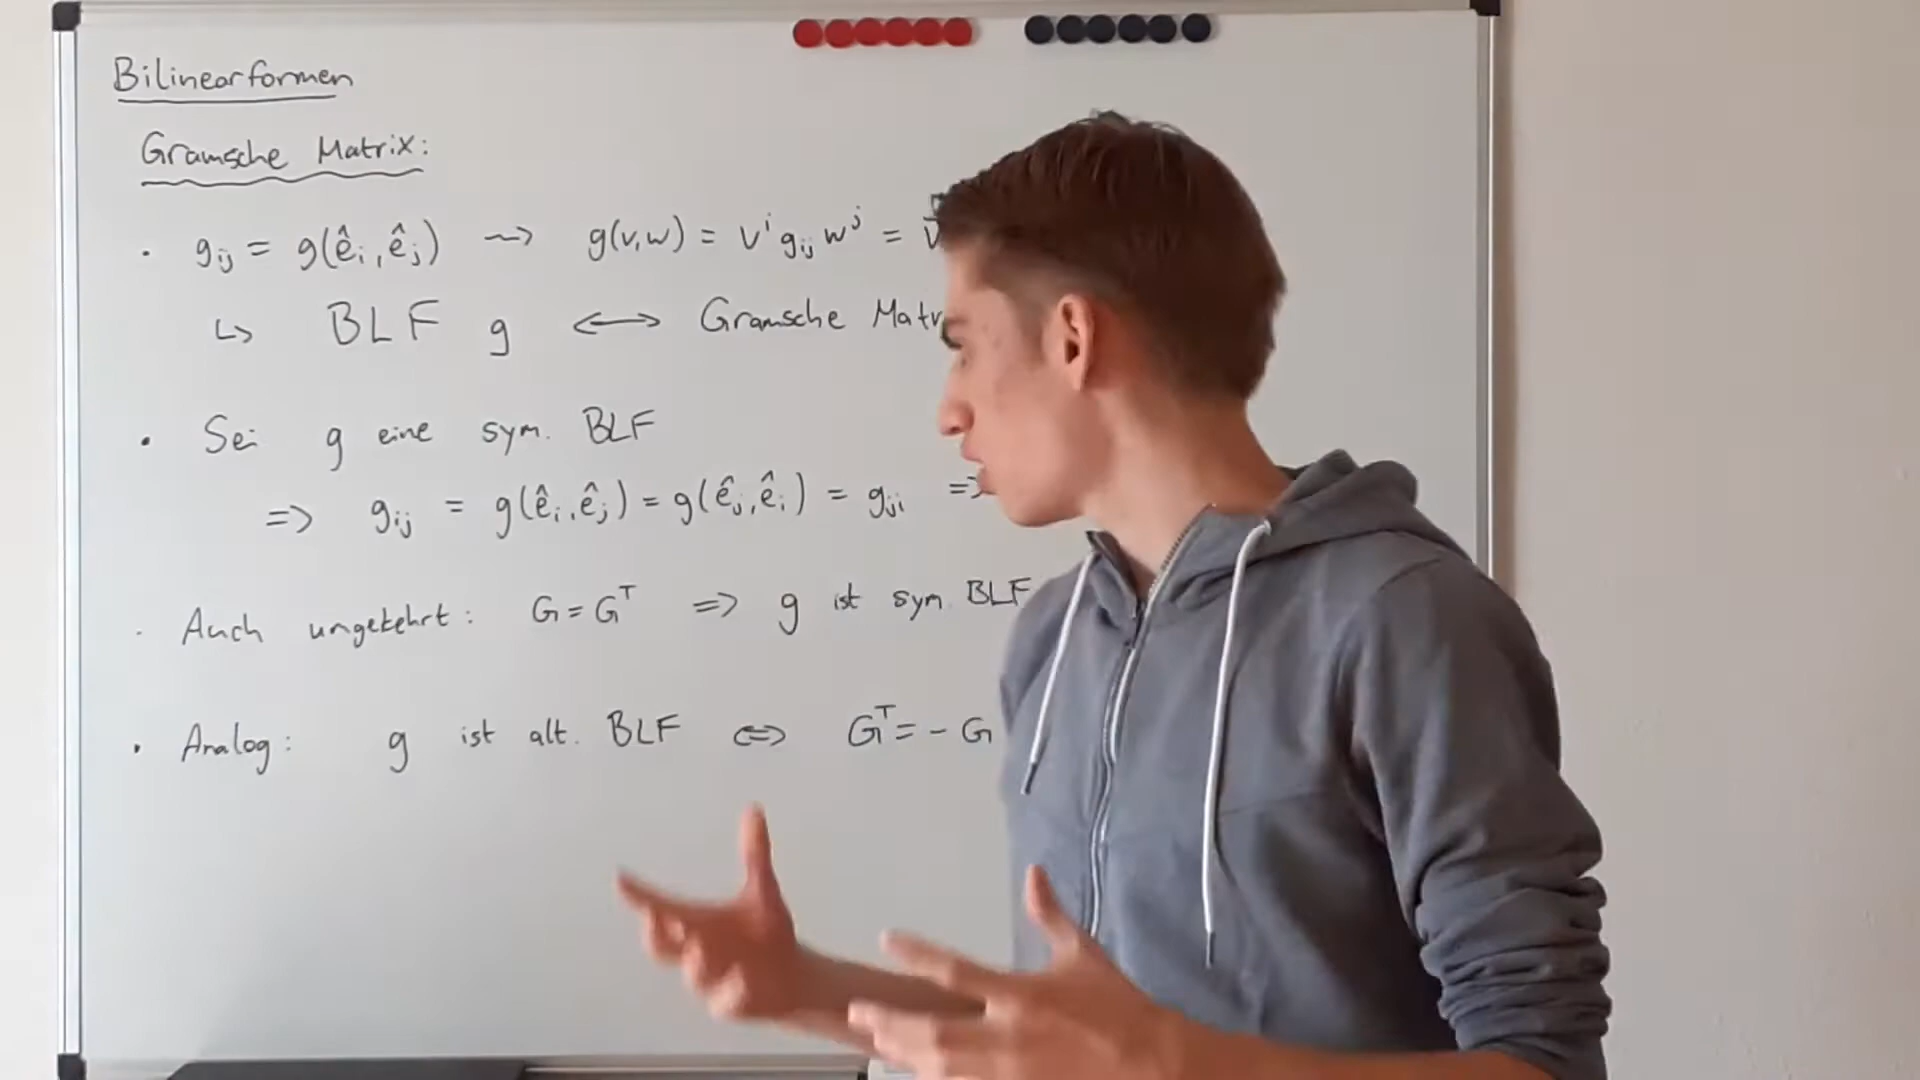 Bilinearformen
Gramsche Matrix:
· gij = g(êi, êj) ⇝ g(v,w) = vⁱ gij wʲ =
↳ BLF g ⟷ Gramsche
· Sei g eine sym. BLF
=> gij = g(êi, êj) = g(êj, êi) = gji =>
· Auch umgekehrt: G = Gᵀ => g ist sym. BLF
· Analog: g ist alt. BLF <=> Gᵀ = - G